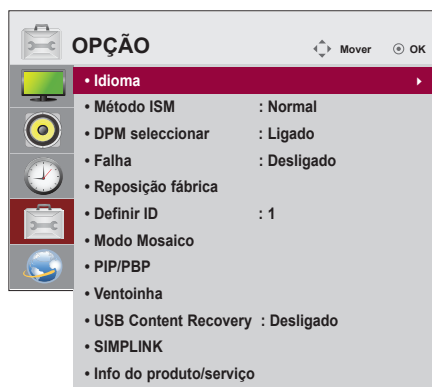 OPÇÃO Mover OK
• Idioma
• Método ISM : Normal
• DPM seleccionar : Ligado
• Falha : Desligado
• Reposição fábrica
• Definir ID : 1
• Modo Mosaico
• PIP/PBP
• Ventoinha
• USB Content Recovery : Desligado
• SIMPLINK
• Info do produto/serviço